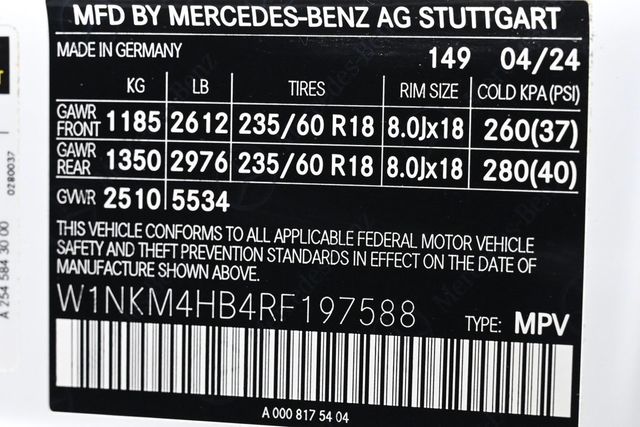 MFD BY MERCEDES-BENZ AG STUTTGART
MADE IN GERMANY 149 04/24
KG LB TIRES RIM SIZE COLD KPA(PSI)
GAWR FRONT 1185 2612 235/60 R18 8.0Jx18 260(37)
GAWR REAR 1350 2976 235/60 R18 8.0Jx18 280(40)
GVWR 2510 5534
THIS VEHICLE CONFORMS TO ALL APPLICABLE FEDERAL MOTOR VEHICLE
SAFETY AND THEFT PREVENTION STANDARDS IN EFFECT ON THE DATE OF
MANUFACTURE SHOWN ABOVE.
W1NKM4HB4RF197588
TYPE: MPV
A 000 817 54 04
0280037
A 254 584 30 00